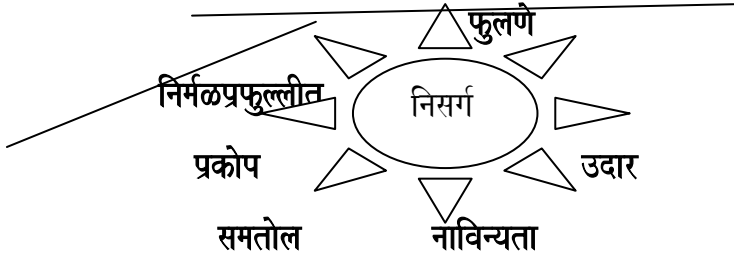 फुलणे
निर्मळप्रफुल्लीत
निसर्ग
प्रकोप
उदार
समतोल
नाविन्यता